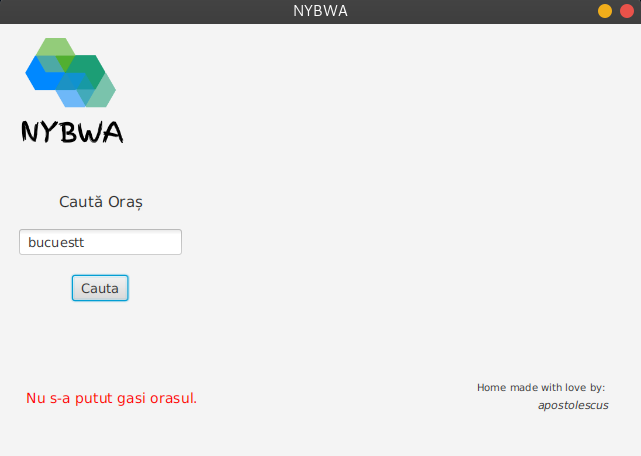 NYBWA
NYBWA
Caută Oraș
bucuestt
Cauta
Nu s-a putut gasi orasul.
Home made with love by:
apostolescus